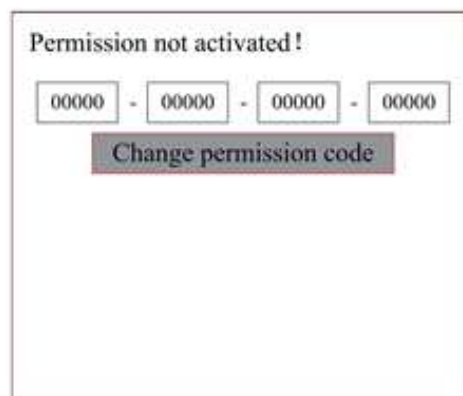 Permission not activated!
00000 - 00000 - 00000 - 00000
Change permission code